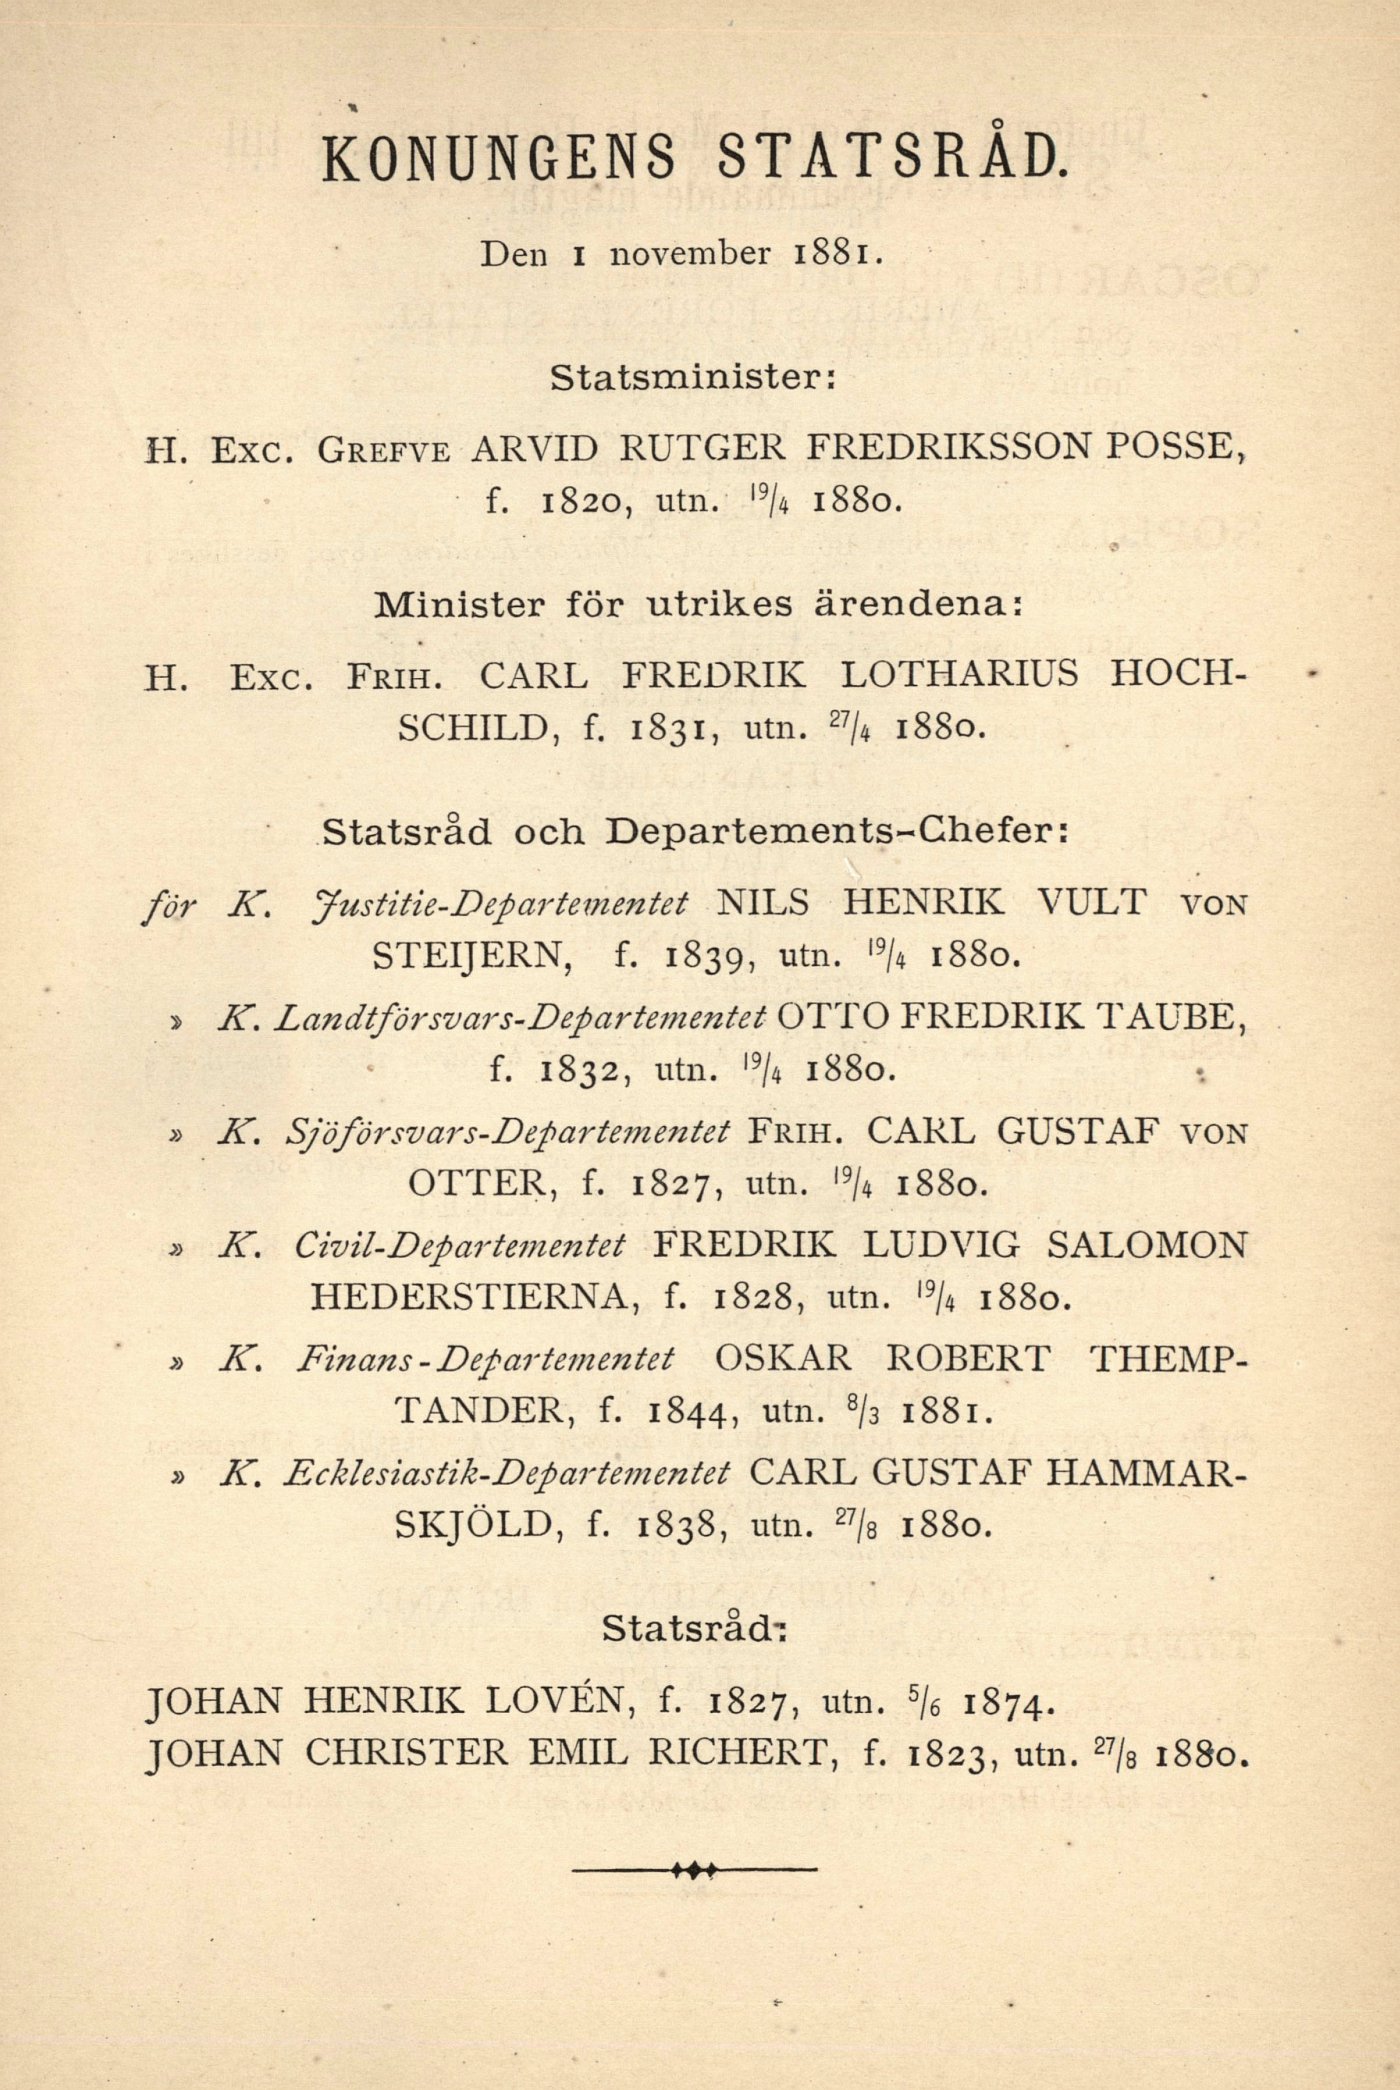 KONUNGENS STATSRÅD.
Den 1 november 1881.
Statsminister:
H. Exc. Grefve ARVID RUTGER FREDRIKSSON POSSE,
f. 1820, utn. 19/4 1880.
Minister för utrikes ärendena:
H. Exc. Frih. CARL FREDRIK LOTHARIUS HOCH-
SCHILD, f. 1831, utn. 27/4 1880.
Statsråd och Departements-Chefer:
för K. Justitie-Departementet NILS HENRIK VULT von
STEIJERN, f. 1839, utn. 19/4 1880.
» K. Landtförsvars-Departementet OTTO FREDRIK TAUBE,
f. 1832, utn. 19/4 1880.
» K. Sjöförsvars-Departementet Frih. CARL GUSTAF von
OTTER, f. 1827, utn. 19/4 1880.
» K. Civil-Departementet FREDRIK LUDVIG SALOMON
HEDERSTIERNA, f. 1828, utn. 19/4 1880.
» K. Finans-Departementet OSKAR ROBERT THEMP-
TANDER, f. 1844, utn. 8/3 1881.
» K. Ecklesiastik-Departementet CARL GUSTAF HAMMAR-
SKJÖLD, f. 1838, utn. 27/8 1880.
Statsråd:
JOHAN HENRIK LOVÉN, f. 1827, utn. 5/6 1874.
JOHAN CHRISTER EMIL RICHERT, f. 1823, utn. 27/8 1880.